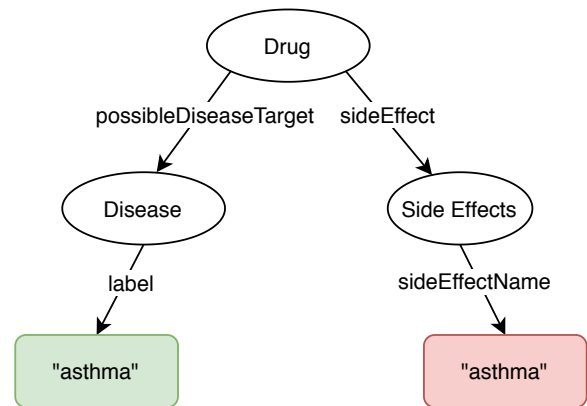 Drug
possibleDiseaseTarget
sideEffect
Disease
Side Effects
label
sideEffectName
"asthma"
"asthma"